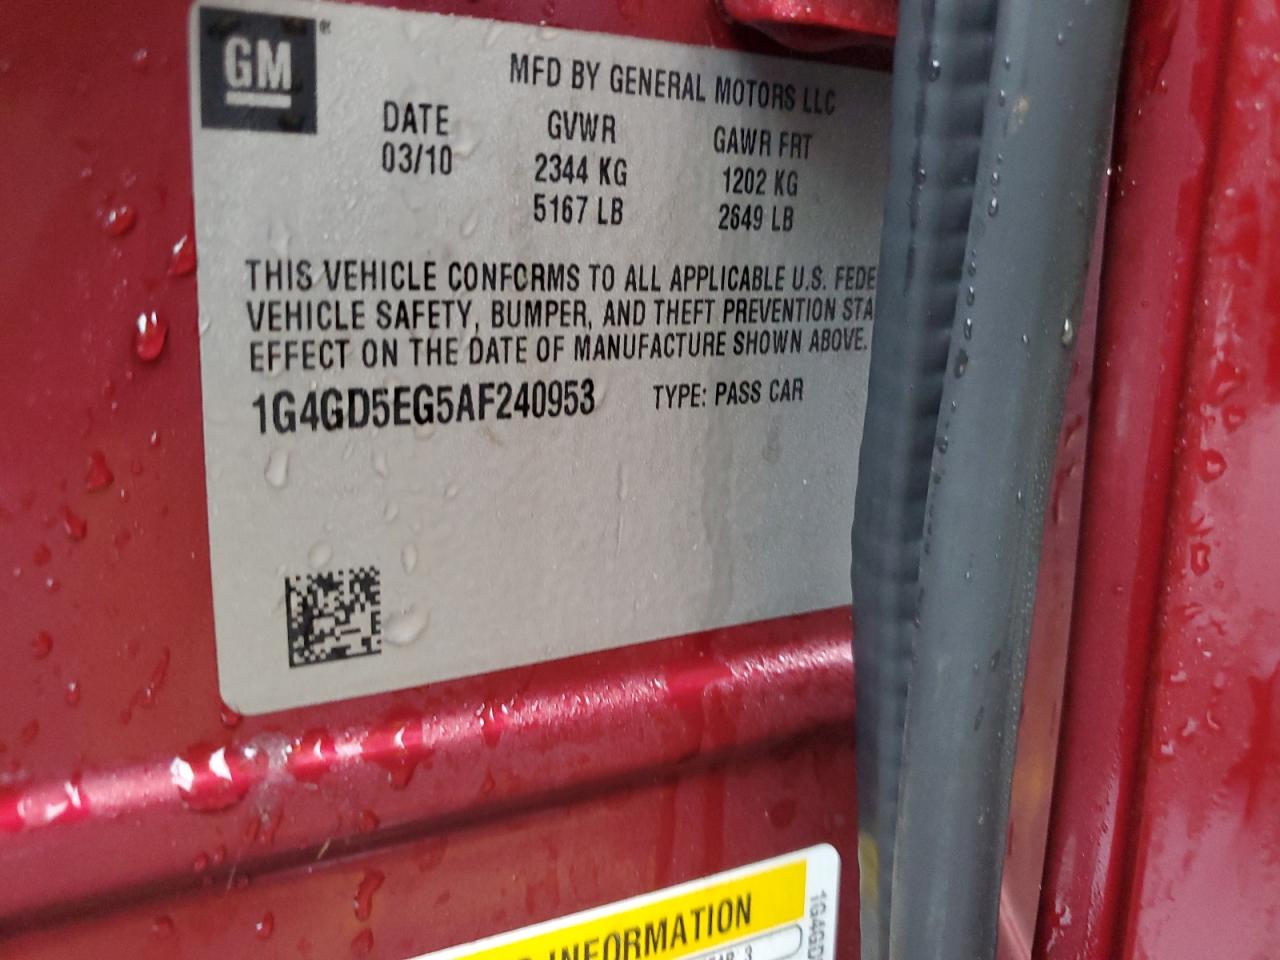 GM
MFD BY GENERAL MOTORS LLC
DATE GVWR GAWR FRT
03/10 2344 KG 1202 KG
5167 LB 2649 LB
THIS VEHICLE CONFORMS TO ALL APPLICABLE U.S. FEDE
VEHICLE SAFETY, BUMPER, AND THEFT PREVENTION STA
EFFECT ON THE DATE OF MANUFACTURE SHOWN ABOVE.
1G4GD5EG5AF240953 TYPE: PASS CAR
INFORMATION
1G4GD